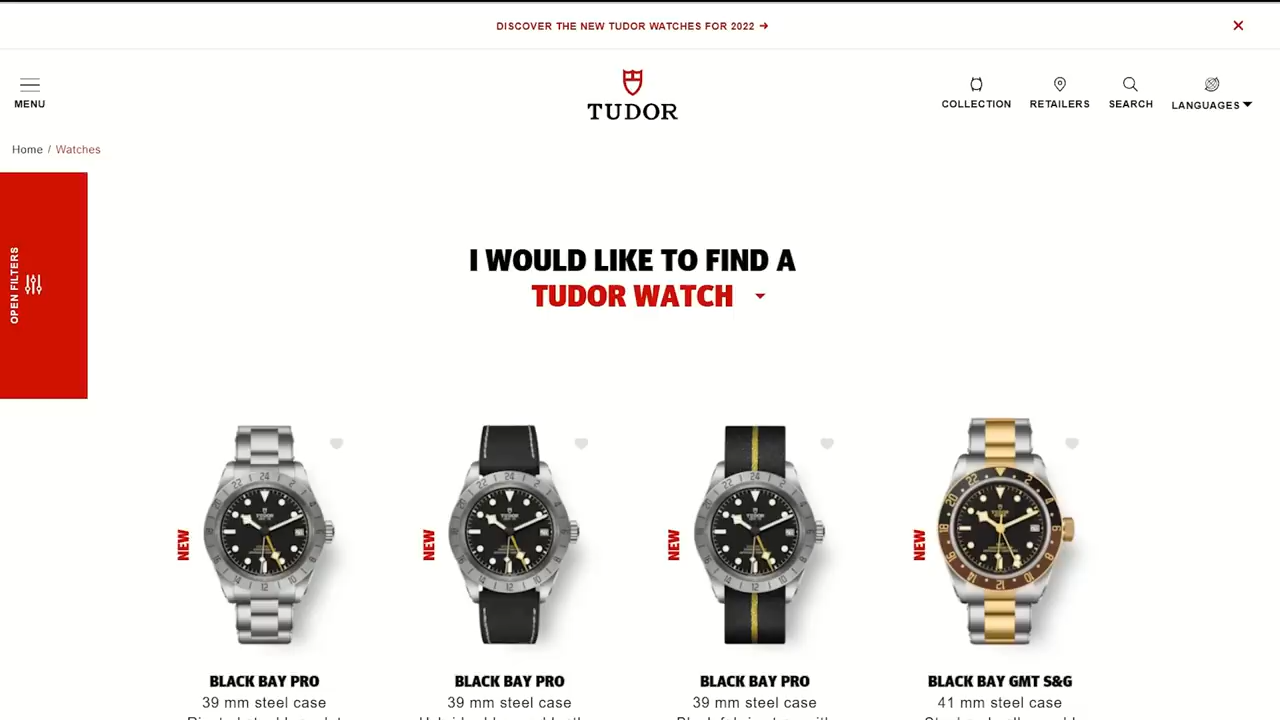 DISCOVER THE NEW TUDOR WATCHES FOR 2022 →
MENU
TUDOR
COLLECTION
RETAILERS
SEARCH
LANGUAGES
Home / Watches
OPEN FILTERS
I WOULD LIKE TO FIND A
TUDOR WATCH
NEW
NEW
NEW
NEW
BLACK BAY PRO
39 mm steel case
BLACK BAY PRO
39 mm steel case
BLACK BAY PRO
39 mm steel case
BLACK BAY GMT S&G
41 mm steel case